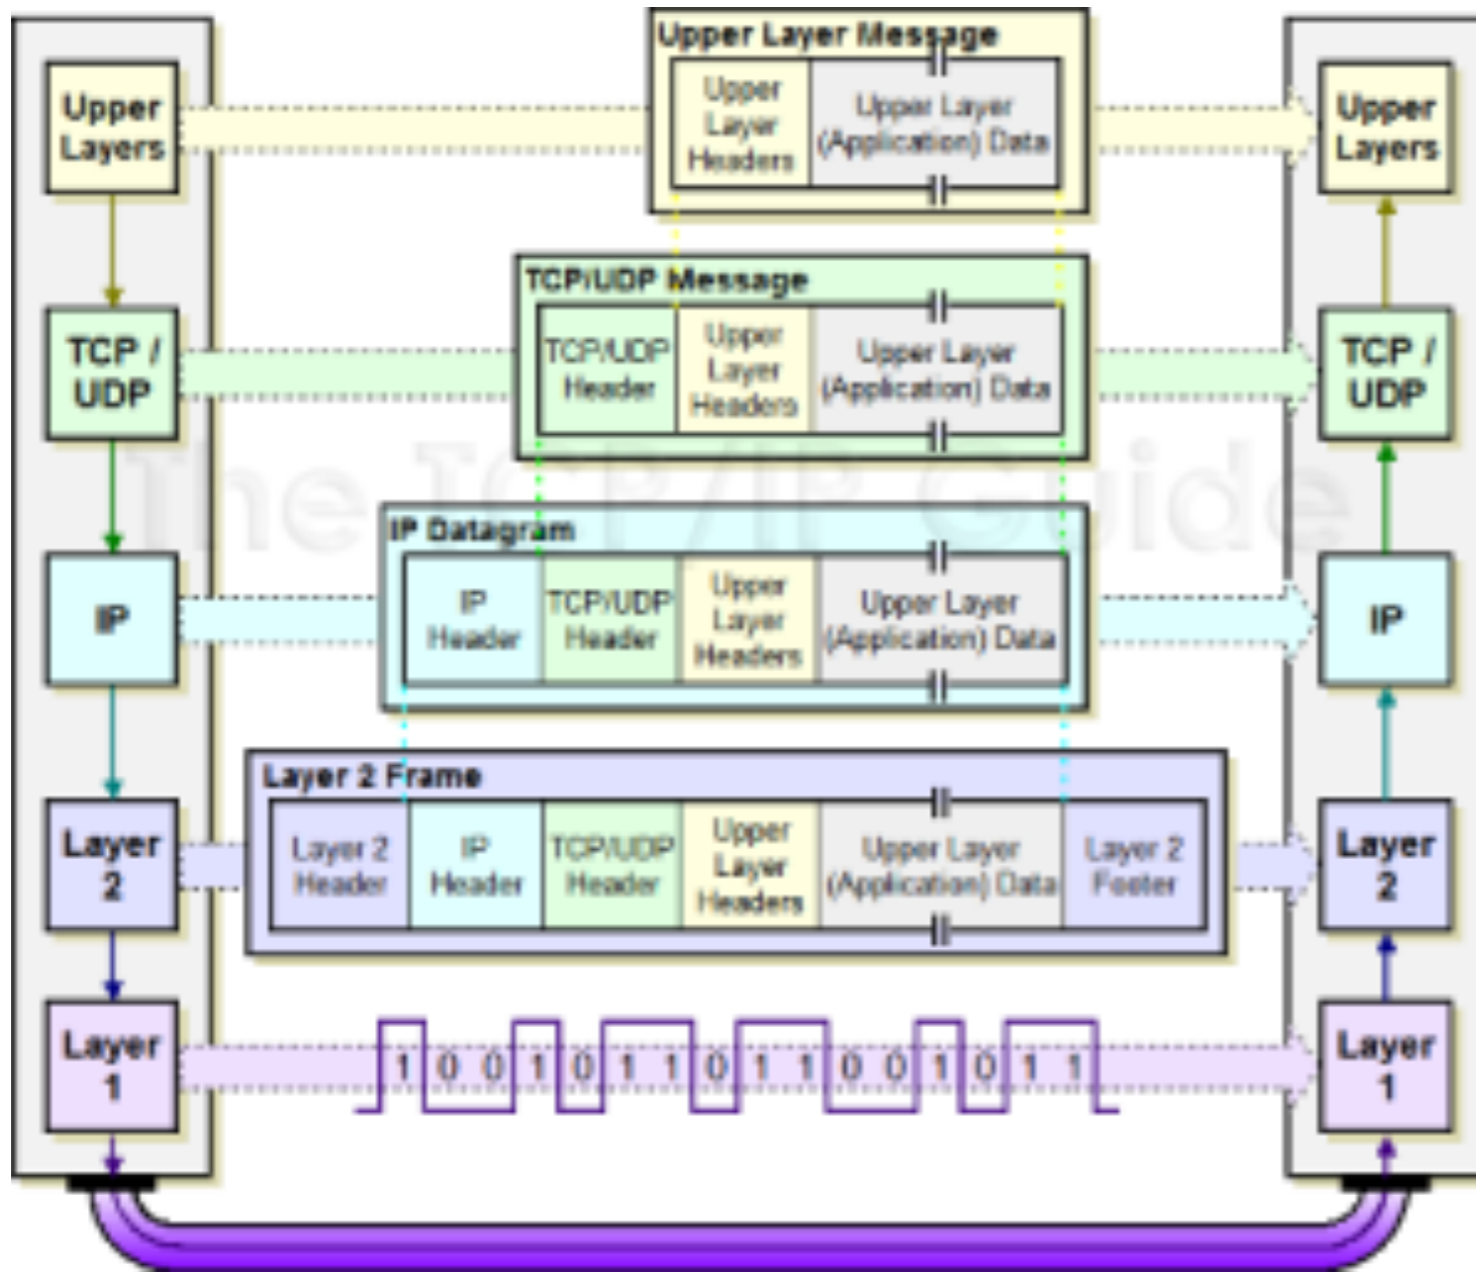 Upper Layer Message
Upper
Layers
Upper
Layer
Headers
Upper Layer
(Application) Data
Upper
Layers
TCP/UDP Message
TCP /
UDP
TCP/UDP
Header
Upper
Layer
Headers
Upper Layer
(Application) Data
TCP /
UDP
The TCP/IP Guide
IP Datagram
IP
IP
Header
TCP/UDP
Header
Upper
Layer
Headers
Upper Layer
(Application) Data
IP
Layer 2 Frame
Layer
2
Layer 2
Header
IP
Header
TCP/UDP
Header
Upper
Layer
Headers
Upper Layer
(Application) Data
Layer 2
Footer
Layer
2
Layer
1
1 0 0 1 0 1 1 0 1 1 0 0 1 0 1 1
Layer
1